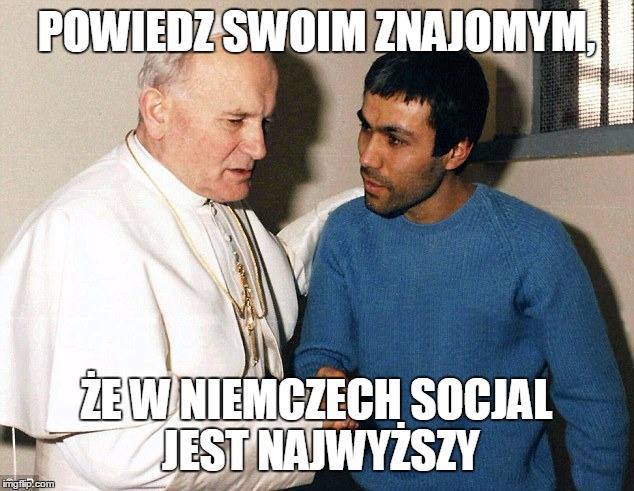 POWIEDZ SWOIM ZNAJOMYM,
ŻE W NIEMCZECH SOCJAL
JEST NAJWYŻSZY
imgflip.com